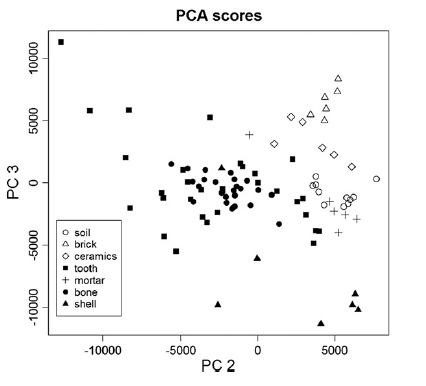 PCA scores
10000
5000
0
-5000
-10000
PC 3
soil
brick
ceramics
tooth
mortar
bone
shell
-10000 -5000 0 5000
PC 2